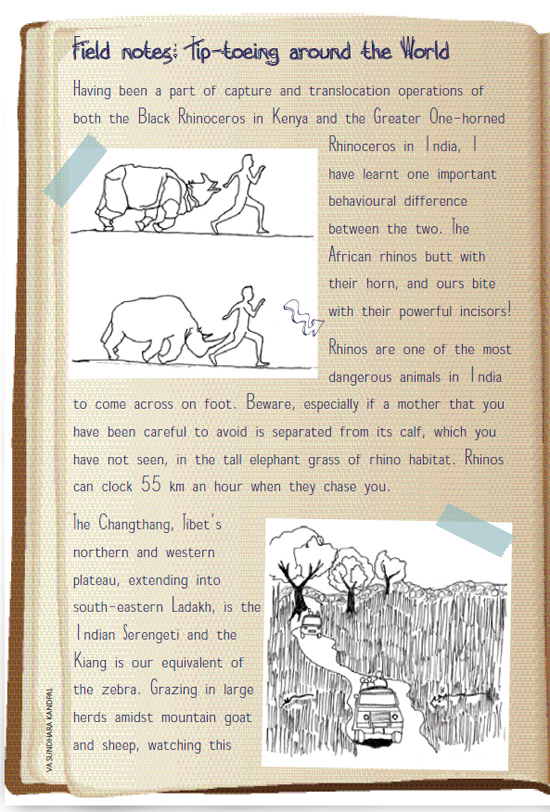 Field notes: Tip-toeing around the World
Having been a part of capture and translocation operations of
both the Black Rhinoceros in Kenya and the Greater One-horned
Rhinoceros in India, I
have learnt one important
behavioural difference
between the two. The
African rhinos butt with
their horn, and ours bite
with their powerful incisors!
Rhinos are one of the most
dangerous animals in India
to come across on foot. Beware, especially if a mother that you
have been careful to avoid is separated from its calf, which you
have not seen, in the tall elephant grass of rhino habitat. Rhinos
can clock 55 km an hour when they chase you.
The Changthang, Tibet's
northern and western
plateau, extending into
south-eastern Ladakh, is the
Indian Serengeti and the
Kiang is our equivalent of
the zebra. Grazing in large
herds amidst mountain goat
and sheep, watching this
VASUNDHARA KANDPAL